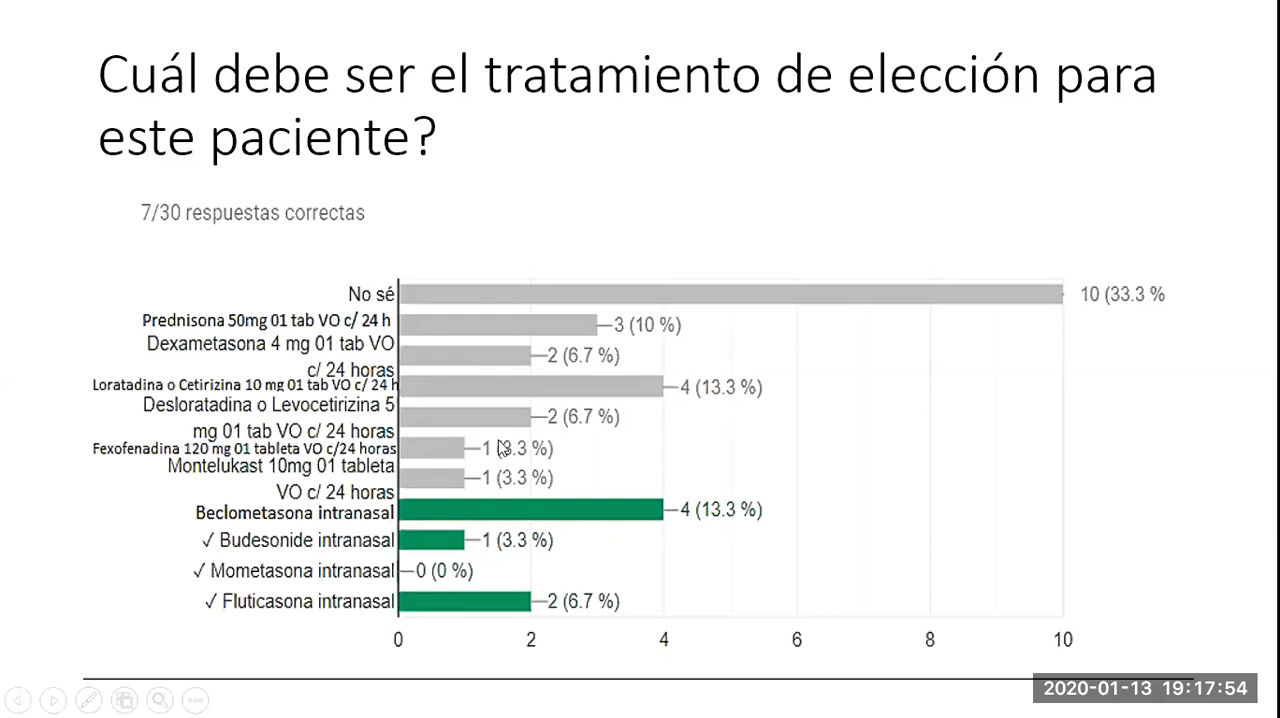 Cuál debe ser el tratamiento de elección para
este paciente?
7/30 respuestas correctas
No sé
10 (33.3 %
Prednisona 50mg 01 tab VO c/ 24 h
3 (10 %)
Dexametasona 4 mg 01 tab VO
c/ 24 horas
2 (6.7 %)
Loratadina o Cetirizina 10 mg 01 tab VO c/ 24 h
4 (13.3 %)
Desloratadina o Levocetirizina 5
mg 01 tab VO c/ 24 horas
2 (6.7 %)
Fexofenadina 120 mg 01 tableta VO c/24 horas
1 (3.3 %)
Montelukast 10mg 01 tableta
VO c/ 24 horas
1 (3.3 %)
Beclometasona intranasal
4 (13.3 %)
✓ Budesonide intranasal
1 (3.3 %)
✓ Mometasona intranasal
0 (0 %)
✓ Fluticasona intranasal
2 (6.7 %)
0 2 4 6 8 10
2020-01-13 19:17:54